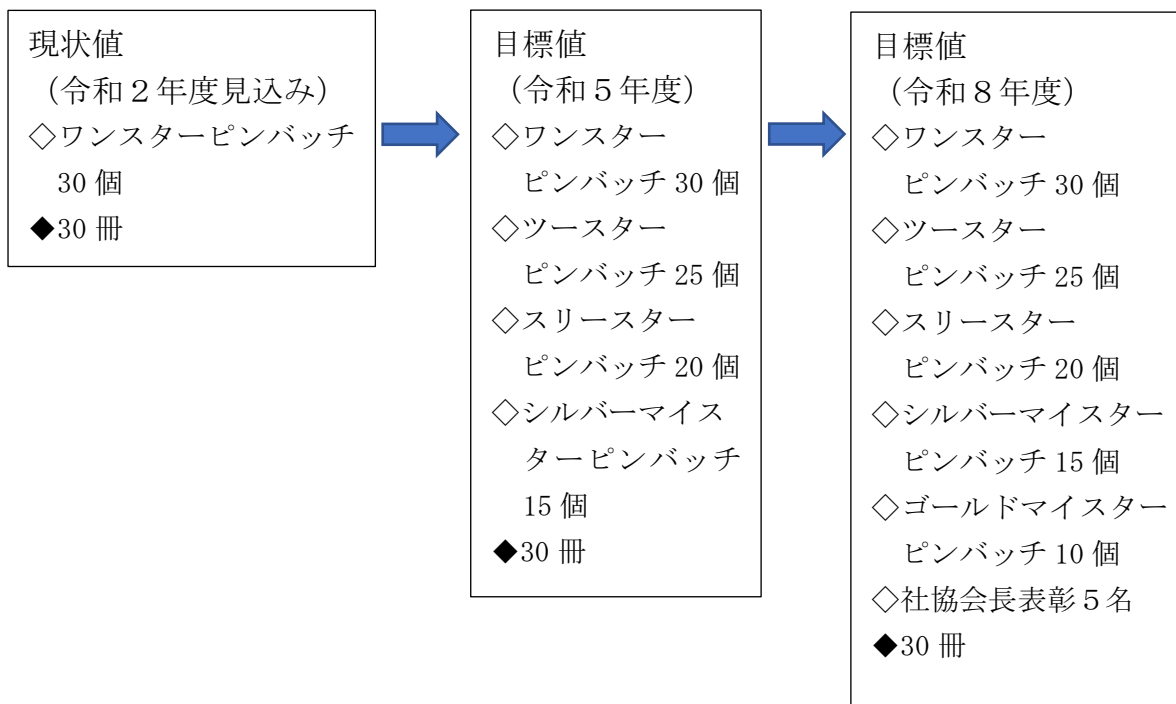 現状値
（令和２年度見込み）
◇ワンスターピンバッチ
30 個
◆30 冊
目標値
（令和５年度）
◇ワンスター
ピンバッチ 30 個
◇ツースター
ピンバッチ 25 個
◇スリースター
ピンバッチ 20 個
◇シルバーマイス
ターピンバッチ
15 個
◆30 冊
目標値
（令和８年度）
◇ワンスター
ピンバッチ 30 個
◇ツースター
ピンバッチ 25 個
◇スリースター
ピンバッチ 20 個
◇シルバーマイスター
ピンバッチ 15 個
◇ゴールドマイスター
ピンバッチ 10 個
◇社協会長表彰５名
◆30 冊